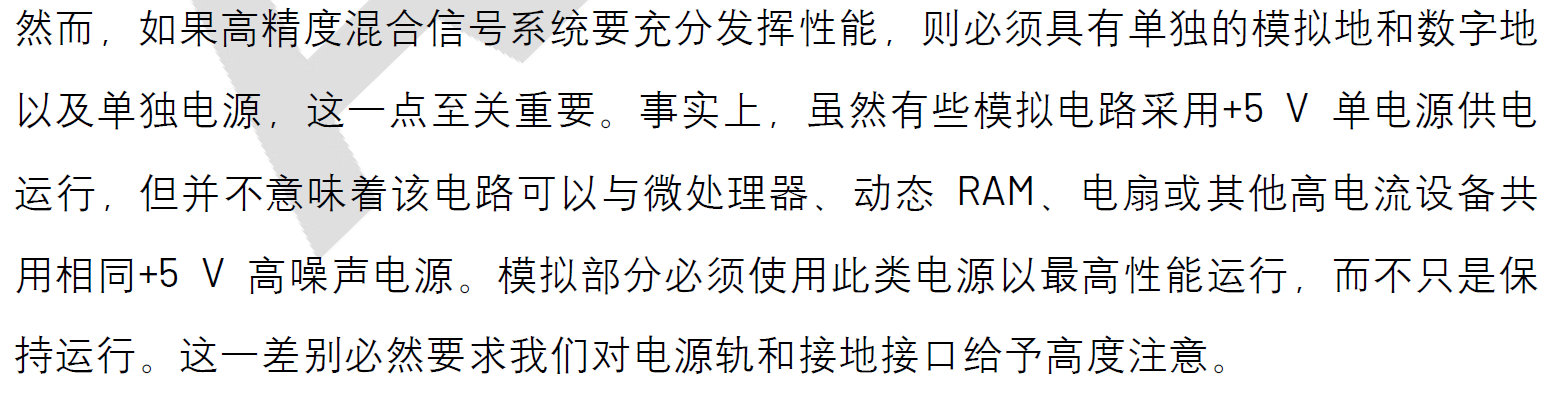 然而，如果高精度混合信号系统要充分发挥性能，则必须具有单独的模拟地和数字地
以及单独电源，这一点至关重要。事实上，虽然有些模拟电路采用+5 V 单电源供电
运行，但并不意味着该电路可以与微处理器、动态 RAM、电扇或其他高电流设备共
用相同+5 V 高噪声电源。模拟部分必须使用此类电源以最高性能运行，而不只是保
持运行。这一差别必然要求我们对电源轨和接地接口给予高度注意。